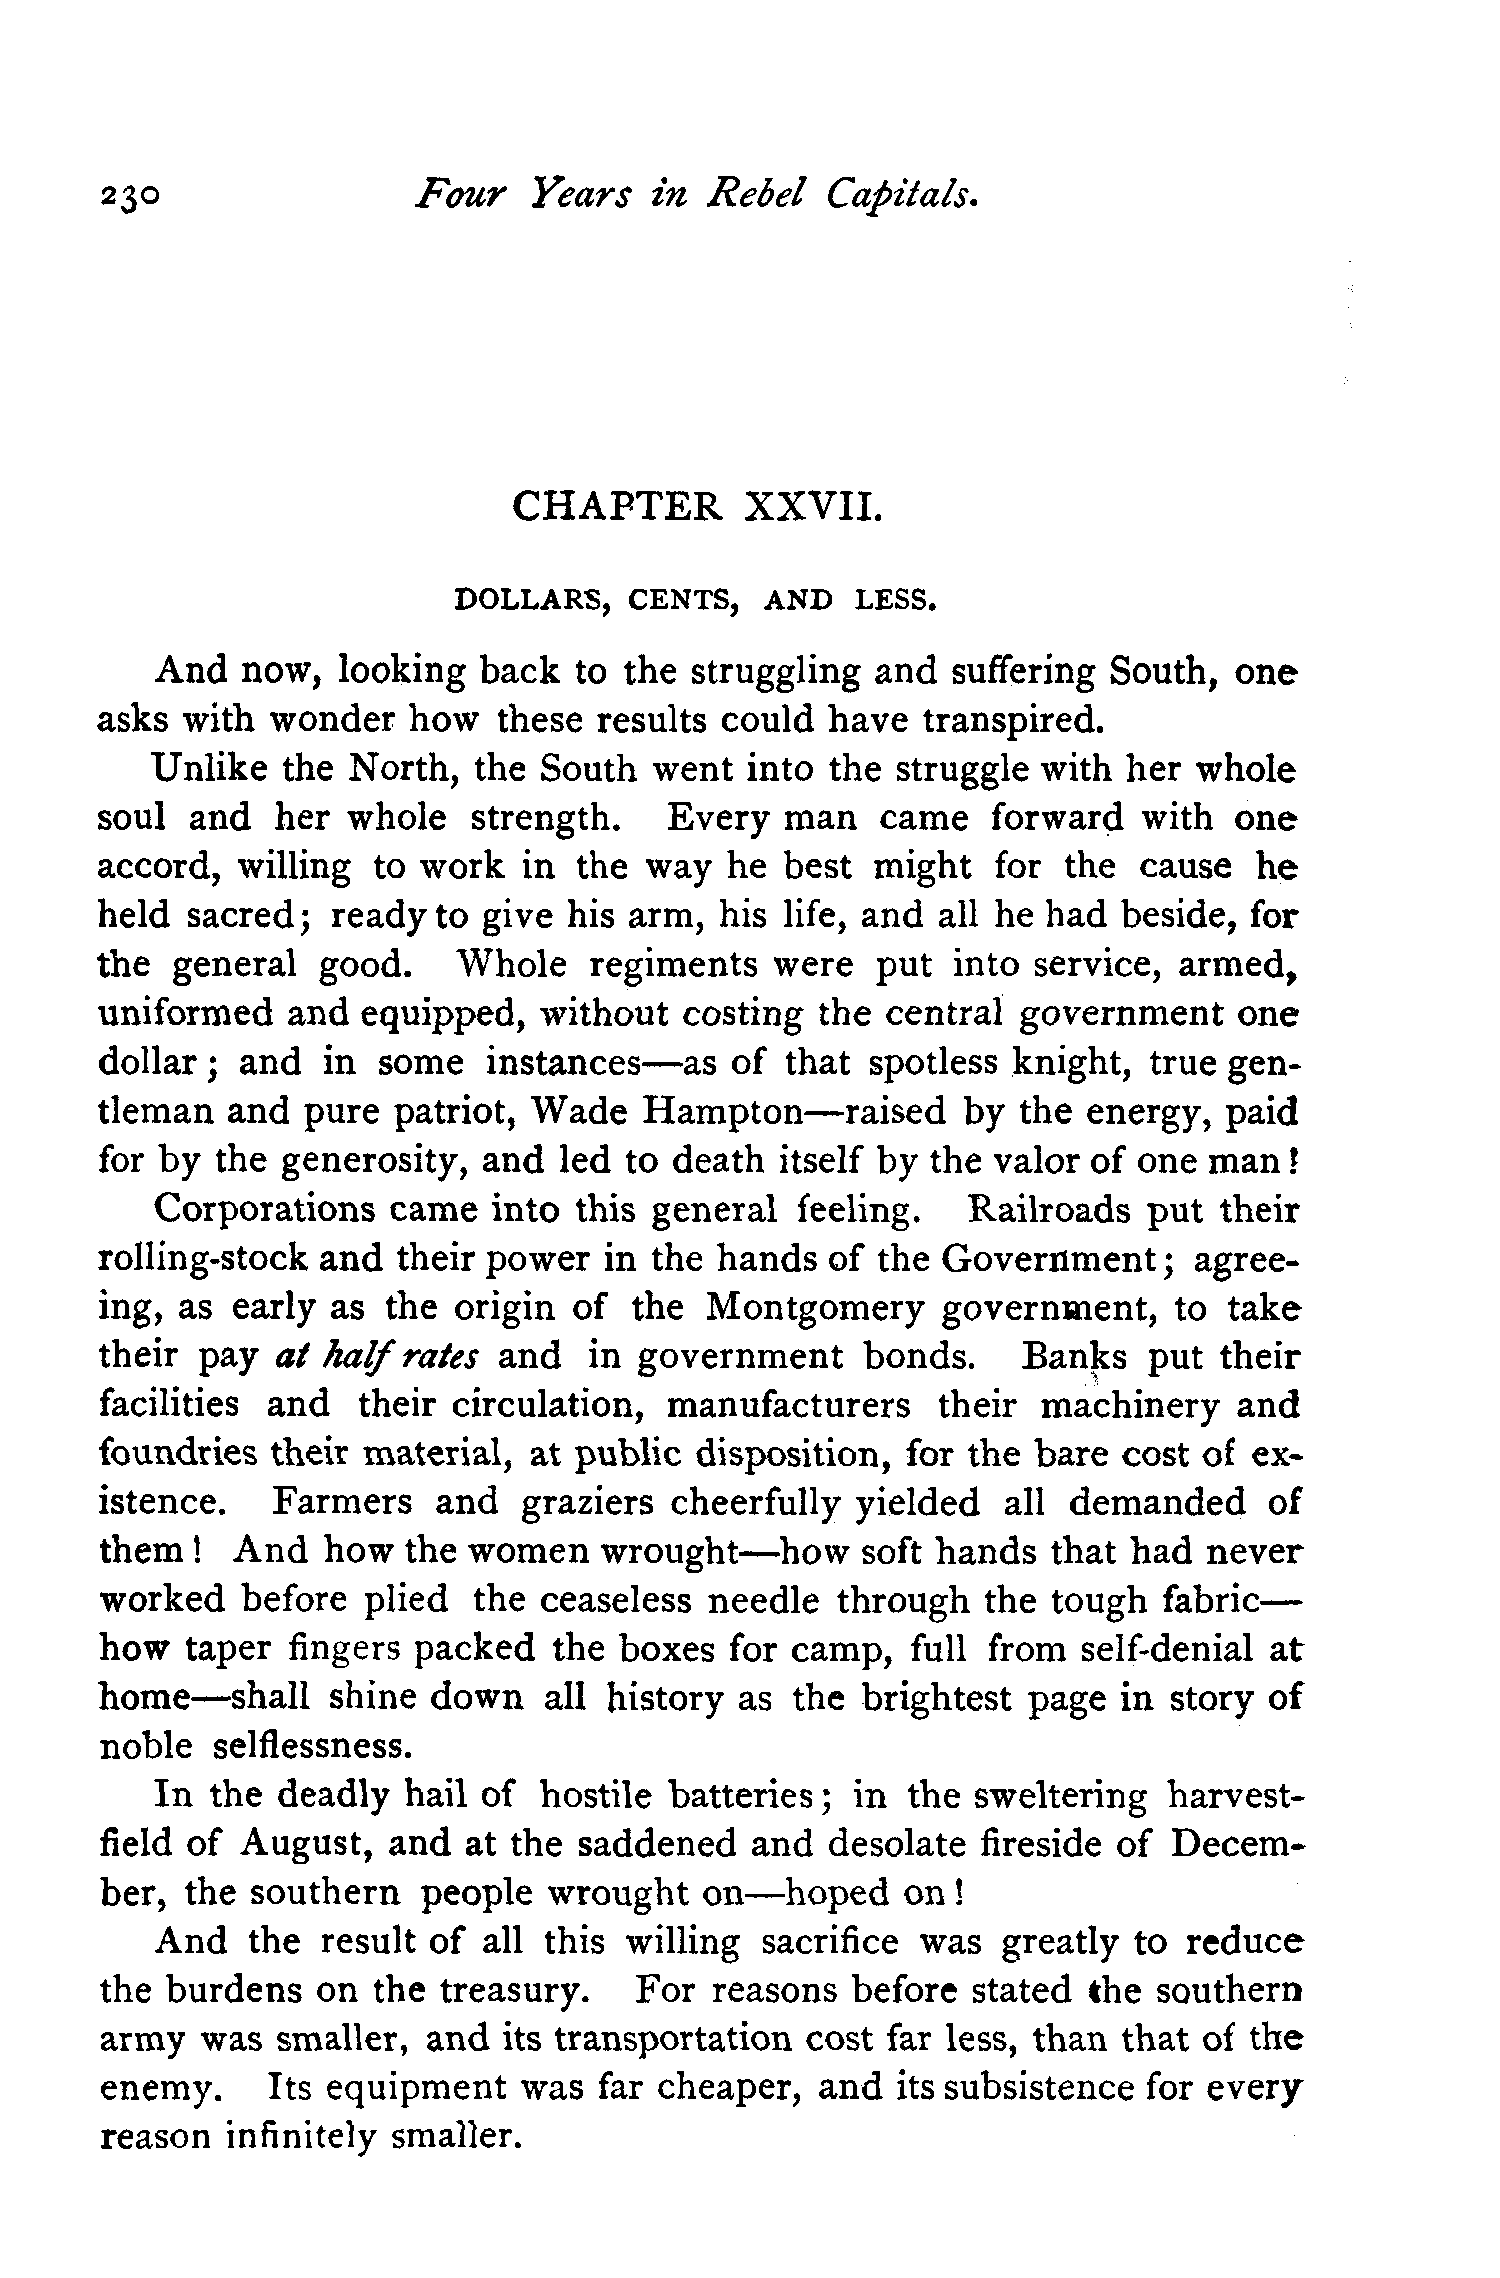 230 Four Years in Rebel Capitals.
CHAPTER XXVII.
DOLLARS, CENTS, AND LESS.
And now, looking back to the struggling and suffering South, one
asks with wonder how these results could have transpired.
Unlike the North, the South went into the struggle with her whole
soul and her whole strength. Every man came forward with one
accord, willing to work in the way he best might for the cause he
held sacred; ready to give his arm, his life, and all he had beside, for
the general good. Whole regiments were put into service, armed,
uniformed and equipped, without costing the central government one
dollar; and in some instances—as of that spotless knight, true gen-
tleman and pure patriot, Wade Hampton—raised by the energy, paid
for by the generosity, and led to death itself by the valor of one man!
Corporations came into this general feeling. Railroads put their
rolling-stock and their power in the hands of the Government; agree-
ing, as early as the origin of the Montgomery government, to take
their pay at half rates and in government bonds. Banks put their
facilities and their circulation, manufacturers their machinery and
foundries their material, at public disposition, for the bare cost of ex-
istence. Farmers and graziers cheerfully yielded all demanded of
them! And how the women wrought—how soft hands that had never
worked before plied the ceaseless needle through the tough fabric—
how taper fingers packed the boxes for camp, full from self-denial at
home—shall shine down all history as the brightest page in story of
noble selflessness.
In the deadly hail of hostile batteries; in the sweltering harvest-
field of August, and at the saddened and desolate fireside of Decem-
ber, the southern people wrought on—hoped on!
And the result of all this willing sacrifice was greatly to reduce
the burdens on the treasury. For reasons before stated the southern
army was smaller, and its transportation cost far less, than that of the
enemy. Its equipment was far cheaper, and its subsistence for every
reason infinitely smaller.